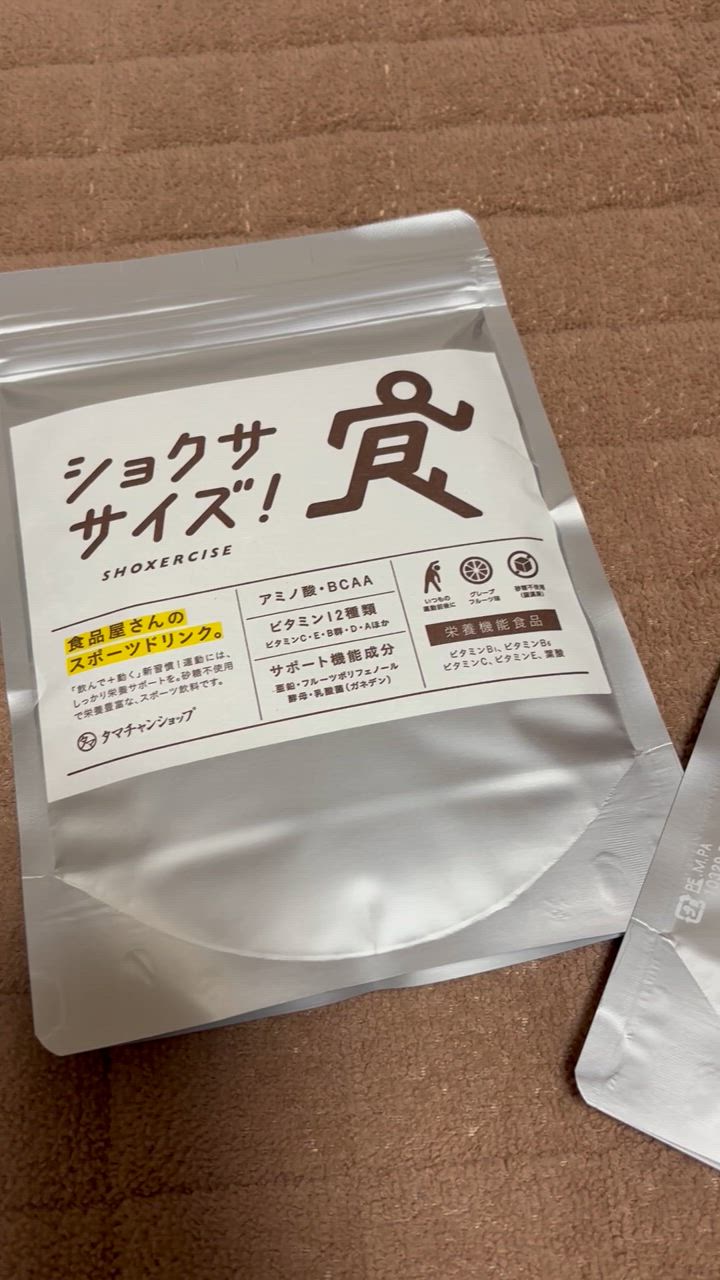 ショクサ
サイズ!
SHOXERCISE
食
食品屋さんの
スポーツドリンク。
「飲んで+動く」新習慣!運動には、
しっかり栄養サポートを。砂糖不使用
で栄養豊富な、スポーツ飲料です。
タマ タマチャンショップ
アミノ酸・BCAA
ビタミン12種類
ビタミンC・E・B群・D・Aほか
サポート機能成分
亜鉛・フルーツポリフェノール
酵母・乳酸菌(ガネデン)
いつもの
運動前後に
グレープ
フルーツ味
砂糖不使用
(羅漢果)
栄養機能食品
ビタミンB₁、ビタミンB₆
ビタミンC、ビタミンE、葉酸
PE,M,PA